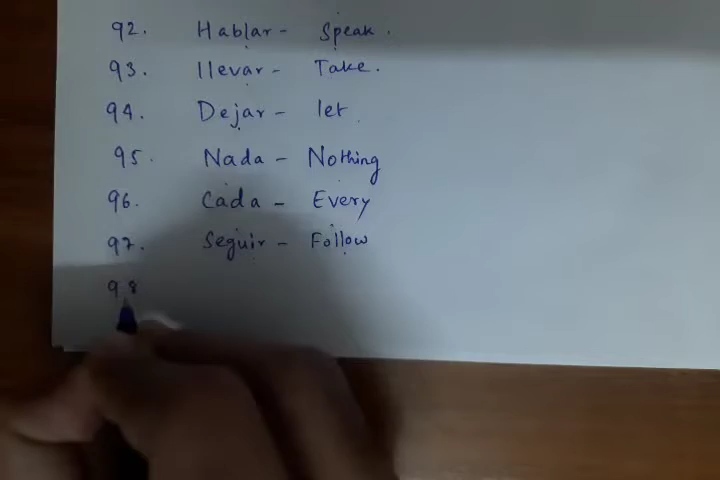 92. Hablar - Speak.
93. llevar - Take.
94. Dejar - let.
95. Nada - Nothing
96. Cada - Every
97. Seguir - Follow
98